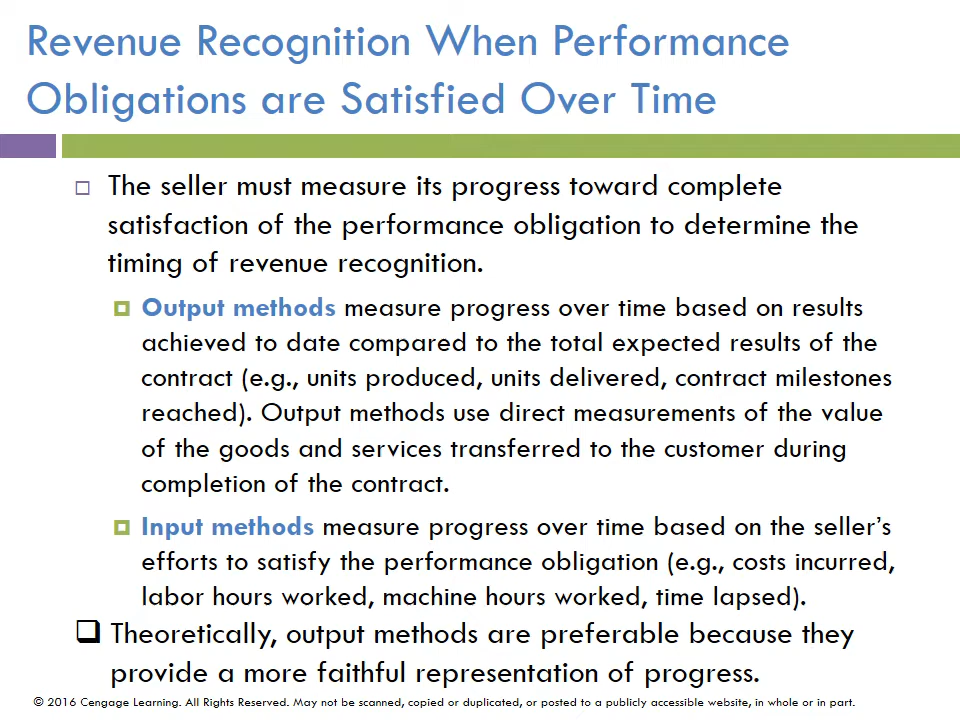 Revenue Recognition When Performance
Obligations are Satisfied Over Time
The seller must measure its progress toward complete
satisfaction of the performance obligation to determine the
timing of revenue recognition.
Output methods measure progress over time based on results
achieved to date compared to the total expected results of the
contract (e.g., units produced, units delivered, contract milestones
reached). Output methods use direct measurements of the value
of the goods and services transferred to the customer during
completion of the contract.
Input methods measure progress over time based on the seller's
efforts to satisfy the performance obligation (e.g., costs incurred,
labor hours worked, machine hours worked, time lapsed).
Theoretically, output methods are preferable because they
provide a more faithful representation of progress.
© 2016 Cengage Learning. All Rights Reserved. May not be scanned, copied or duplicated, or posted to a publicly accessible website, in whole or in part.